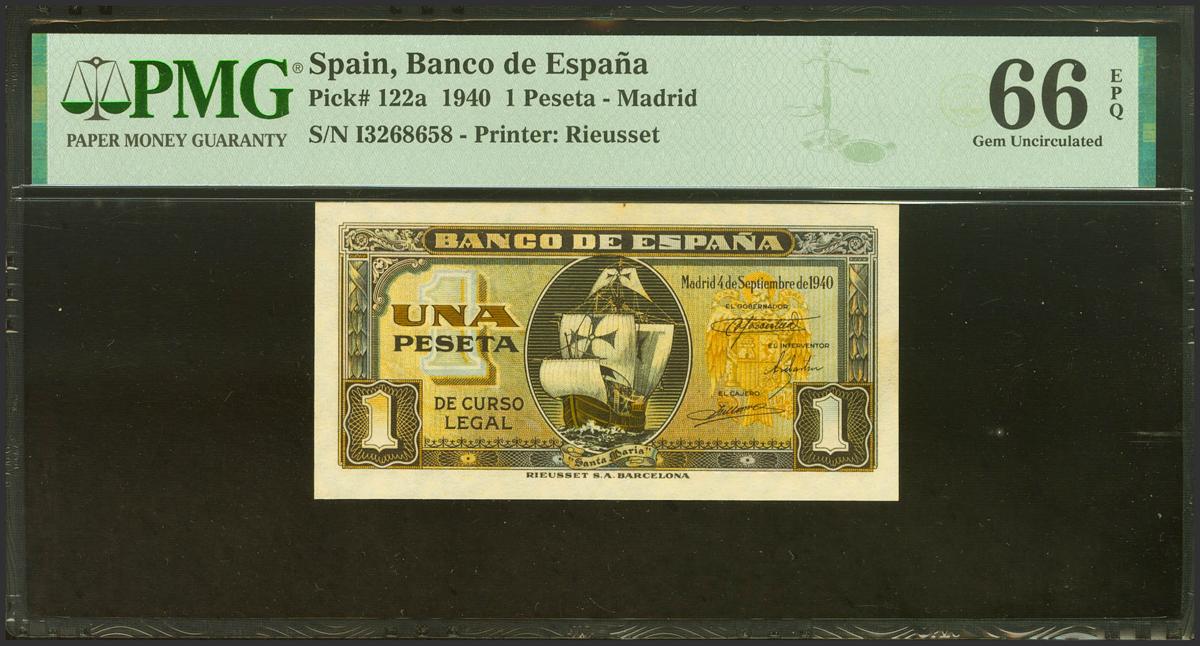 PMG®
PAPER MONEY GUARANTY
Spain, Banco de España
Pick# 122a 1940 1 Peseta - Madrid
S/N I3268658 - Printer: Rieusset
66 EPQ
Gem Uncirculated
BANCO DE ESPAÑA
Madrid 4 de Septiembre de 1940
1
UNA
PESETA
EL GOBERNADOR
EL INTERVENTOR
EL CAJERO
DE CURSO
LEGAL
1
1
"Santa Maria"
RIEUSSET S.A. BARCELONA